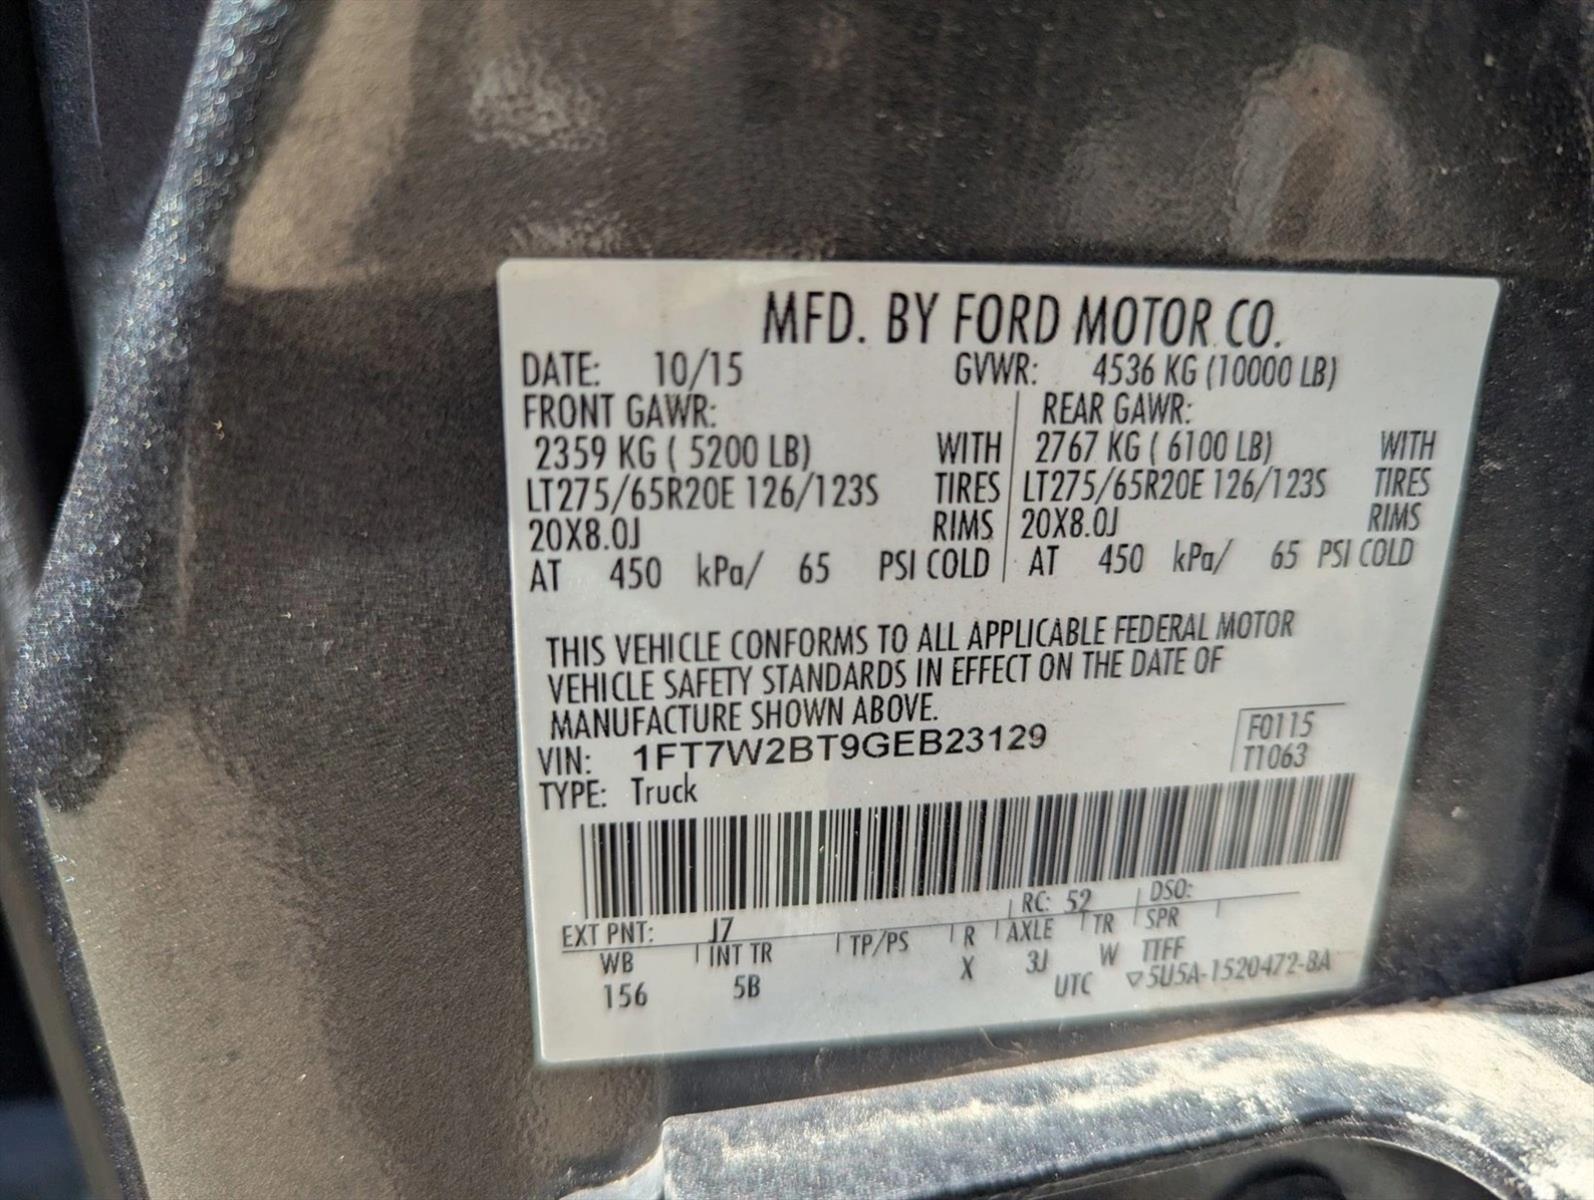 MFD. BY FORD MOTOR CO.
DATE: 10/15 GVWR: 4536 KG (10000 LB)
FRONT GAWR: REAR GAWR:
2359 KG ( 5200 LB) WITH 2767 KG ( 6100 LB) WITH
LT275/65R20E 126/123S TIRES LT275/65R20E 126/123S TIRES
20X8.0J RIMS 20X8.0J RIMS
AT 450 kPa/ 65 PSI COLD AT 450 kPa/ 65 PSI COLD
THIS VEHICLE CONFORMS TO ALL APPLICABLE FEDERAL MOTOR
VEHICLE SAFETY STANDARDS IN EFFECT ON THE DATE OF
MANUFACTURE SHOWN ABOVE.
VIN: 1FT7W2BT9GEB23129 F0115
TYPE: Truck T1063
EXT PNT: J7 RC: 52 DSO:
WB INT TR TP/PS R AXLE TR SPR
156 5B X 3J W TTFF
UTC ▽5U5A-1520472-BA